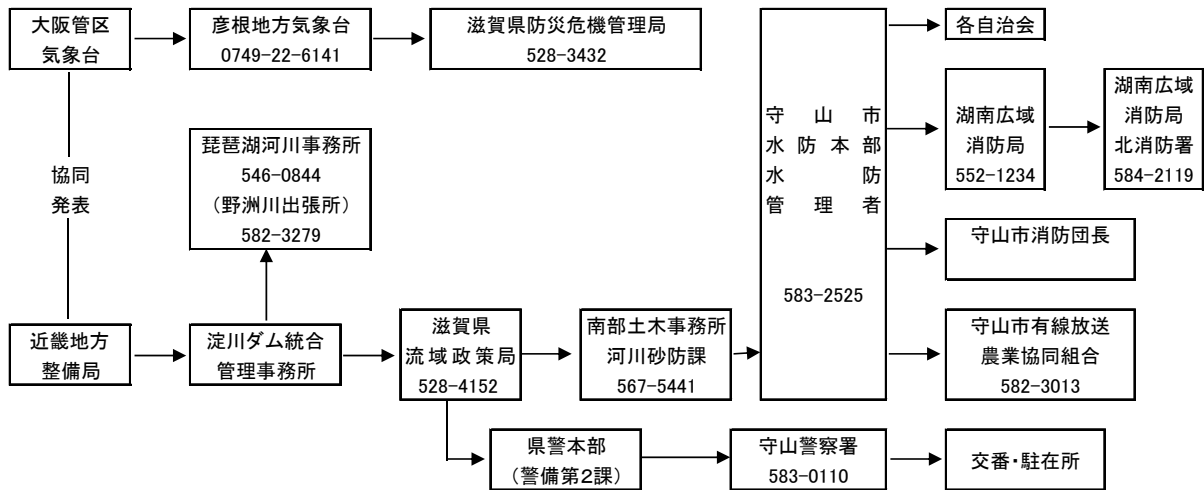 大阪管区
気象台
彦根地方気象台
0749-22-6141
滋賀県防災危機管理局
528-3432
協同
発表
琵琶湖河川事務所
546-0844
（野洲川出張所）
582-3279
近畿地方
整備局
淀川ダム統合
管理事務所
滋賀県
流域政策局
528-4152
南部土木事務所
河川砂防課
567-5441
守山市
水防本部
水防
管理者
583-2525
各自治会
湖南広域
消防局
552-1234
湖南広域
消防局
北消防署
584-2119
守山市消防団長
守山市有線放送
農業協同組合
582-3013
県警本部
（警備第2課）
守山警察署
583-0110
交番・駐在所